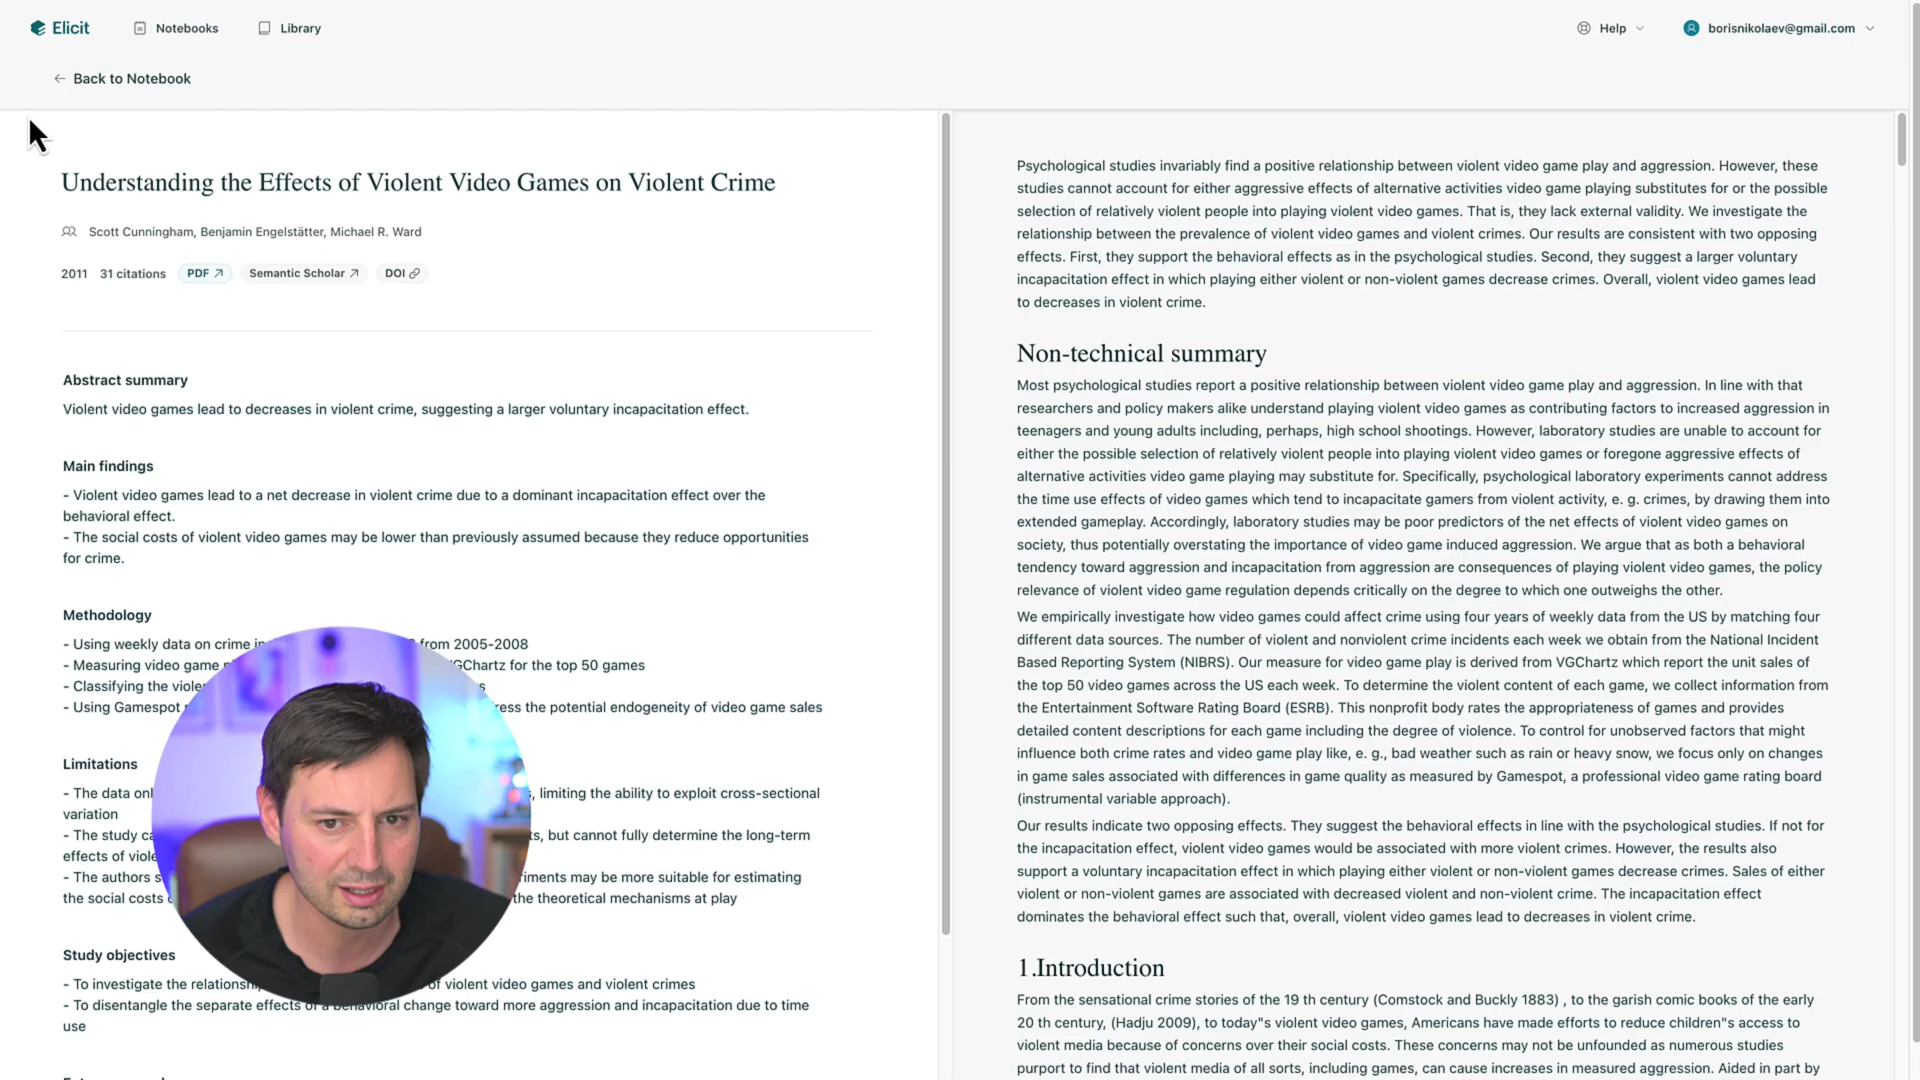 Elicit
Notebooks
Library
Help
borisnikolaev@gmail.com
Back to Notebook
Understanding the Effects of Violent Video Games on Violent Crime
Scott Cunningham, Benjamin Engelstätter, Michael R. Ward
2011 31 citations PDF Semantic Scholar DOI
Abstract summary
Violent video games lead to decreases in violent crime, suggesting a larger voluntary incapacitation effect.
Main findings
- Violent video games lead to a net decrease in violent crime due to a dominant incapacitation effect over the
behavioral effect.
- The social costs of violent video games may be lower than previously assumed because they reduce opportunities
for crime.
Methodology
- Using weekly data on crime in from 2005-2008
- Measuring video game VGChartz for the top 50 games
- Classifying the
- Using Gamespot the potential endogeneity of video game sales
Limitations
- The data limiting the ability to exploit cross-sectional
variation
- The study but cannot fully determine the long-term
effects of
- The authors may be more suitable for estimating
the social costs the theoretical mechanisms at play
Study objectives
- To investigate the of violent video games and violent crimes
- To disentangle the separate effects of a behavioral change toward more aggression and incapacitation due to time
use
Psychological studies invariably find a positive relationship between violent video game play and aggression. However, these
studies cannot account for either aggressive effects of alternative activities video game playing substitutes for or the possible
selection of relatively violent people into playing violent video games. That is, they lack external validity. We investigate the
relationship between the prevalence of violent video games and violent crimes. Our results are consistent with two opposing
effects. First, they support the behavioral effects as in the psychological studies. Second, they suggest a larger voluntary
incapacitation effect in which playing either violent or non-violent games decrease crimes. Overall, violent video games lead
to decreases in violent crime.
Non-technical summary
Most psychological studies report a positive relationship between violent video game play and aggression. In line with that
researchers and policy makers alike understand playing violent video games as contributing factors to increased aggression in
teenagers and young adults including, perhaps, high school shootings. However, laboratory studies are unable to account for
either the possible selection of relatively violent people into playing violent video games or foregone aggressive effects of
alternative activities video game playing may substitute for. Specifically, psychological laboratory experiments cannot address
the time use effects of video games which tend to incapacitate gamers from violent activity, e. g. crimes, by drawing them into
extended gameplay. Accordingly, laboratory studies may be poor predictors of the net effects of violent video games on
society, thus potentially overstating the importance of video game induced aggression. We argue that as both a behavioral
tendency toward aggression and incapacitation from aggression are consequences of playing violent video games, the policy
relevance of violent video game regulation depends critically on the degree to which one outweighs the other.
We empirically investigate how video games could affect crime using four years of weekly data from the US by matching four
different data sources. The number of violent and nonviolent crime incidents each week we obtain from the National Incident
Based Reporting System (NIBRS). Our measure for video game play is derived from VGChartz which report the unit sales of
the top 50 video games across the US each week. To determine the violent content of each game, we collect information from
the Entertainment Software Rating Board (ESRB). This nonprofit body rates the appropriateness of games and provides
detailed content descriptions for each game including the degree of violence. To control for unobserved factors that might
influence both crime rates and video game play like, e. g., bad weather such as rain or heavy snow, we focus only on changes
in game sales associated with differences in game quality as measured by Gamespot, a professional video game rating board
(instrumental variable approach).
Our results indicate two opposing effects. They suggest the behavioral effects in line with the psychological studies. If not for
the incapacitation effect, violent video games would be associated with more violent crimes. However, the results also
support a voluntary incapacitation effect in which playing either violent or non-violent games decrease crimes. Sales of either
violent or non-violent games are associated with decreased violent and non-violent crime. The incapacitation effect
dominates the behavioral effect such that, overall, violent video games lead to decreases in violent crime.
1.Introduction
From the sensational crime stories of the 19 th century (Comstock and Buckly 1883) , to the garish comic books of the early
20 th century, (Hadju 2009), to today"s violent video games, Americans have made efforts to reduce children"s access to
violent media because of concerns over their social costs. These concerns may not be unfounded as numerous studies
purport to find that violent media of all sorts, including games, can cause increases in measured aggression. Aided in part by